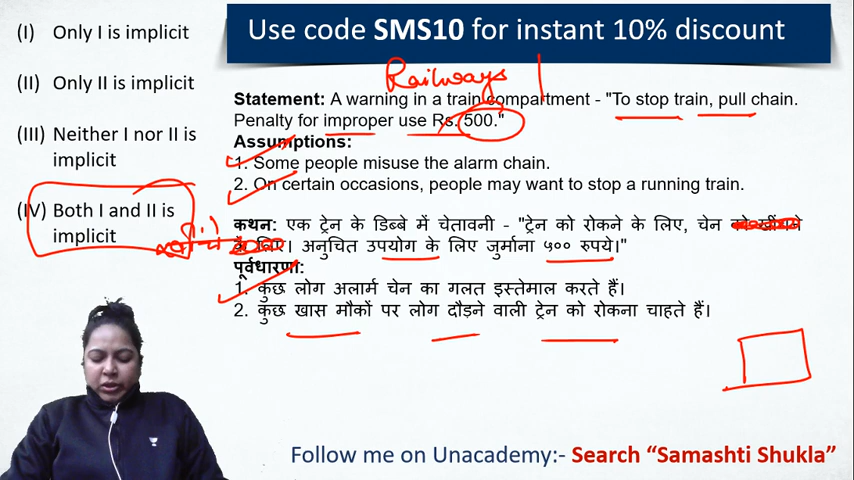 (I) Only I is implicit
(II) Only II is implicit
(III) Neither I nor II is
implicit
(IV) Both I and II is
implicit
Use code SMS10 for instant 10% discount
Railways
Statement: A warning in a train compartment - "To stop train, pull chain.
Penalty for improper use Rs. 500."
Assumptions:
1. Some people misuse the alarm chain.
2. On certain occasions, people may want to stop a running train.
कथन: एक ट्रेन के डिब्बे में चेतावनी - "ट्रेन को रोकने के लिए, चेन
के लिए। अनुचित उपयोग के लिए जुर्माना ५०० रुपये।"
पूर्वधारणा:
1. कुछ लोग अलार्म चेन का गलत इस्तेमाल करते हैं।
2. कुछ खास मौकों पर लोग दौड़ने वाली ट्रेन को रोकना चाहते हैं।
Follow me on Unacademy:- Search “Samashti Shukla”